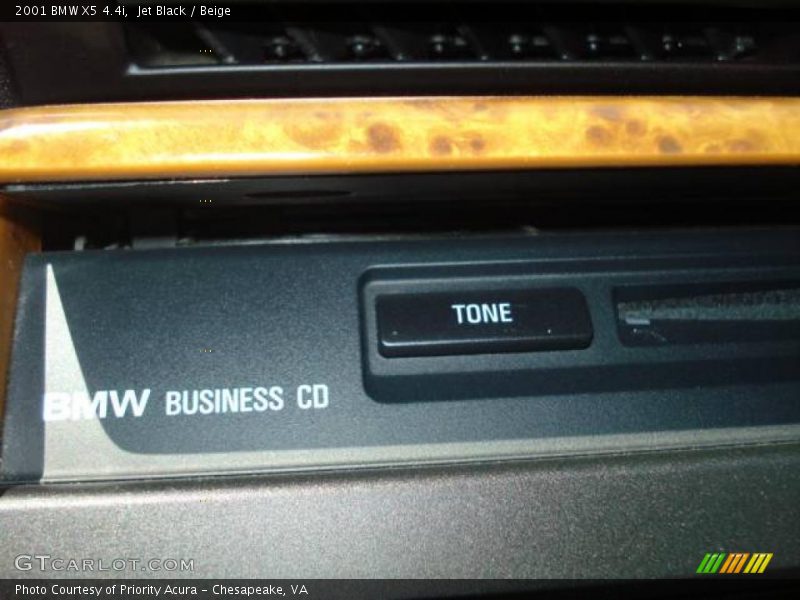 2001 BMW X5 4.4i,  Jet Black / Beige
TONE
BMW BUSINESS CD
GTCARLOT.COM
Photo Courtesy of Priority Acura - Chesapeake, VA